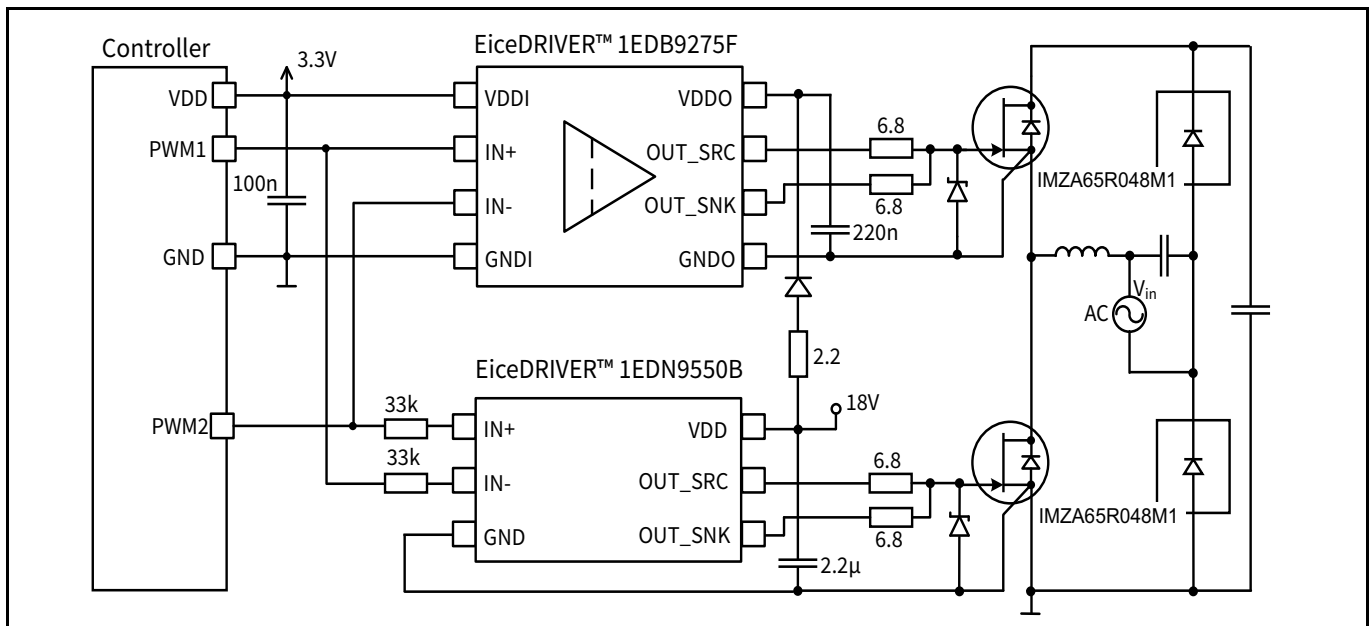 Controller
VDD
PWM1
GND
PWM2
3.3V
100n
EiceDRIVER™ 1EDB9275F
VDDI
IN+
IN-
GNDI
VDDO
OUT_SRC
OUT_SNK
GNDO
6.8
6.8
220n
IMZA65R048M1
Vin
AC
2.2
EiceDRIVER™ 1EDN9550B
33k
33k
IN+
IN-
GND
VDD
OUT_SRC
OUT_SNK
18V
6.8
6.8
2.2µ
IMZA65R048M1